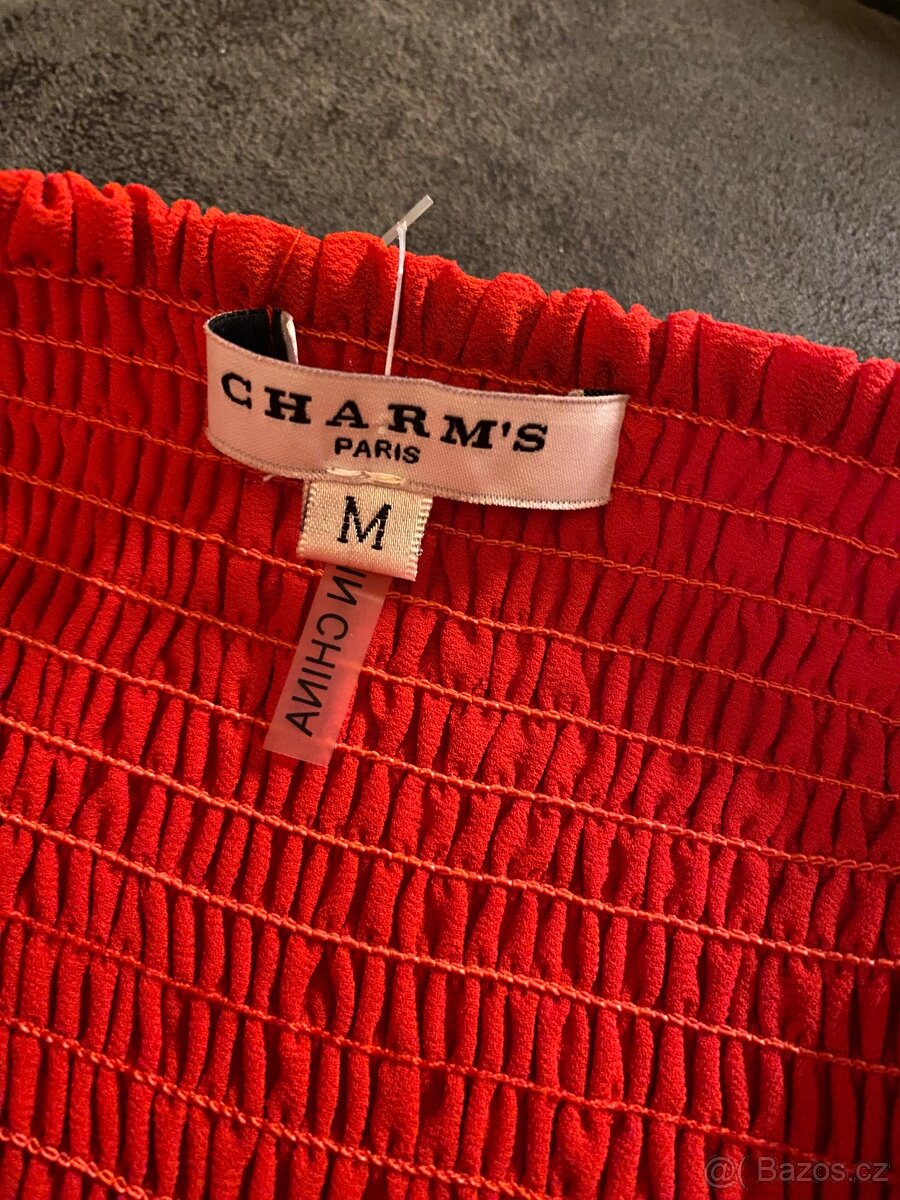 CHARM'S
PARIS
M
IN CHINA
@ Bazos.cz